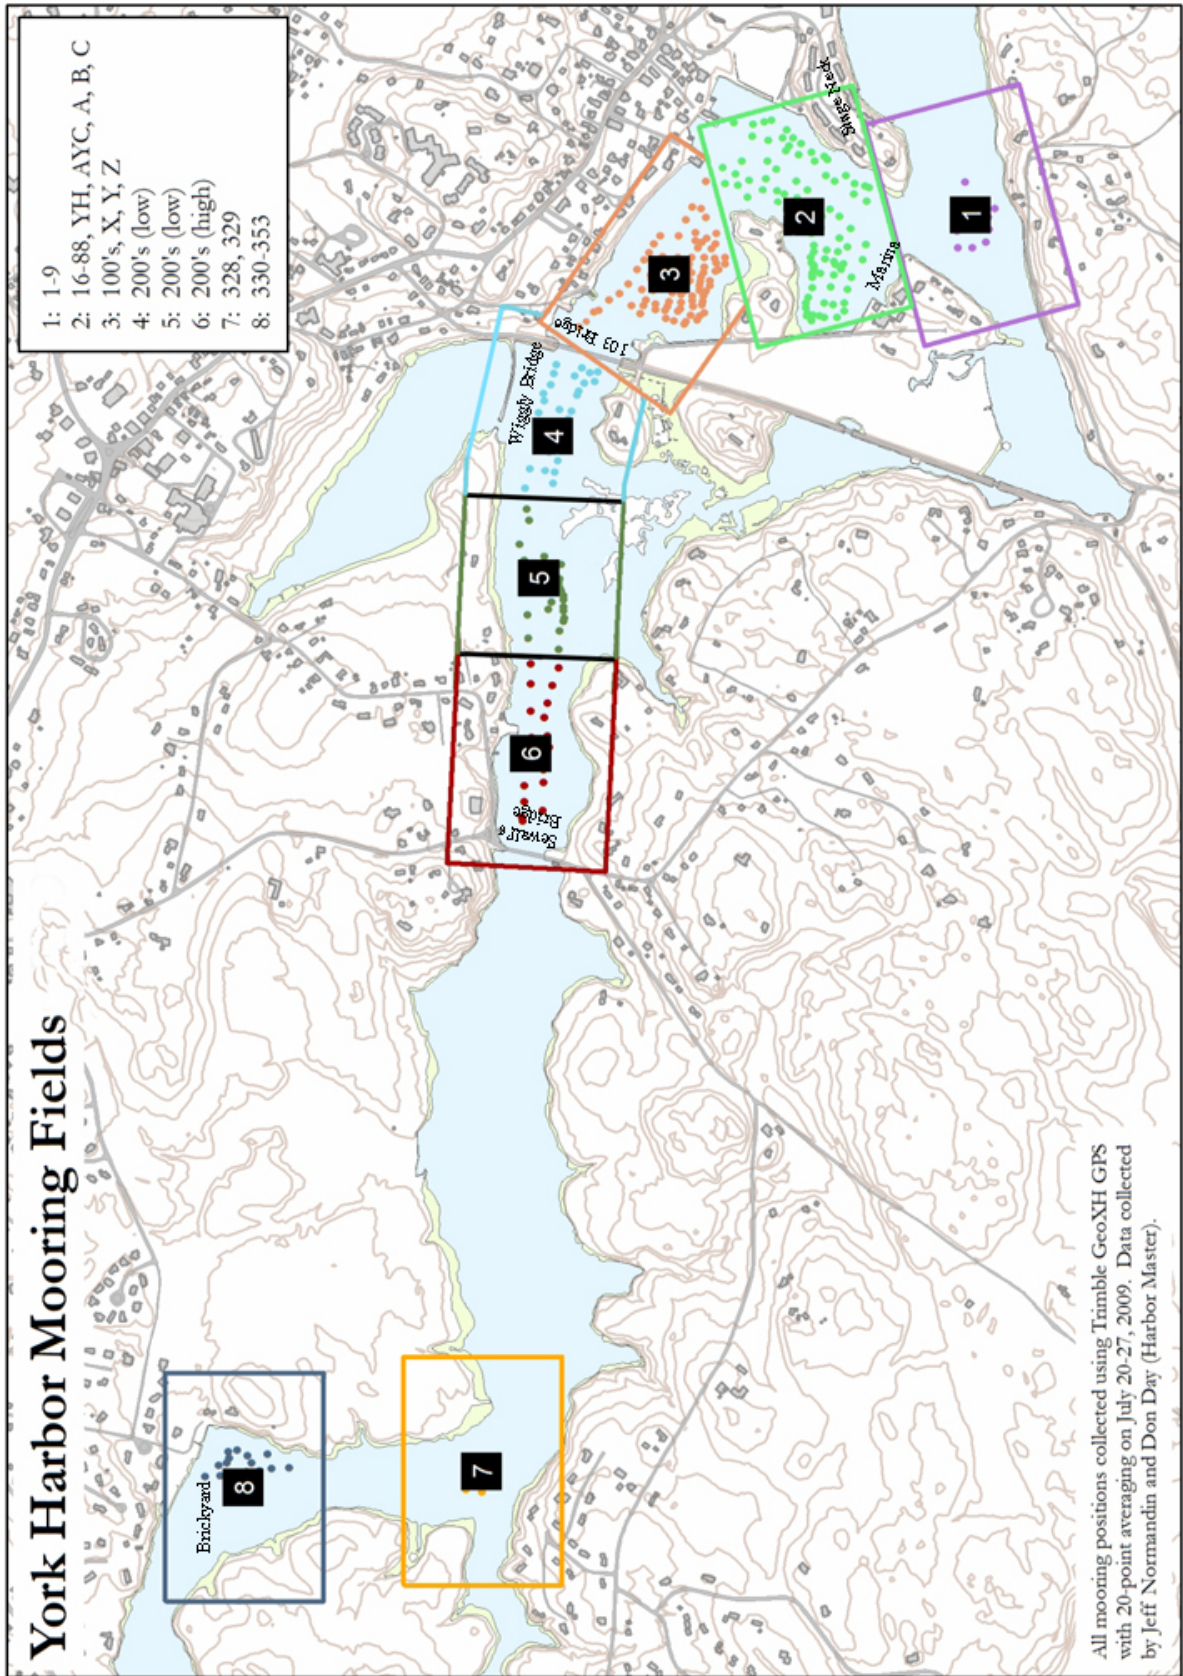 York Harbor Mooring Fields
1: 1-9
2: 16-88, YH, AYC, A, B, C
3: 100's, X, Y, Z
4: 200's (low)
5: 200's (low)
6: 200's (high)
7: 328, 329
8: 330-353
Brickyard
8
7
Sewall's
Bridge
6
5
4
Wiggly Bridge
103 Bridge
3
2
Marina
Stage Neck
1
All mooring positions collected using Trimble GeoXH GPS
with 20-point averaging on July 20-27, 2009. Data collected
by Jeff Normandin and Don Day (Harbor Master).